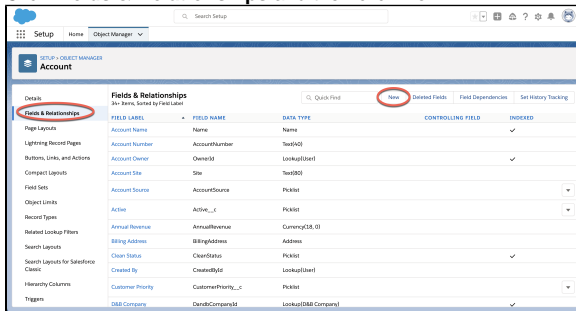 Search Setup
Setup Home Object Manager
SETUP > OBJECT MANAGER
Account
Details
Fields & Relationships
Page Layouts
Lightning Record Pages
Buttons, Links, and Actions
Compact Layouts
Field Sets
Object Limits
Record Types
Related Lookup Filters
Search Layouts
Search Layouts for Salesforce
Classic
Hierarchy Columns
Triggers
Fields & Relationships
34+ Items, Sorted by Field Label
Quick Find New Deleted Fields Field Dependencies Set History Tracking
FIELD LABEL FIELD NAME DATA TYPE CONTROLLING FIELD INDEXED
Account Name Name Name
Account Number AccountNumber Text(40)
Account Owner OwnerId Lookup(User)
Account Site Site Text(80)
Account Source AccountSource Picklist
Active Active__c Picklist
Annual Revenue AnnualRevenue Currency(18, 0)
Billing Address BillingAddress Address
Clean Status CleanStatus Picklist
Created By CreatedById Lookup(User)
Customer Priority CustomerPriority__c Picklist
D&B Company DandbCompanyId Lookup(D&B Company)